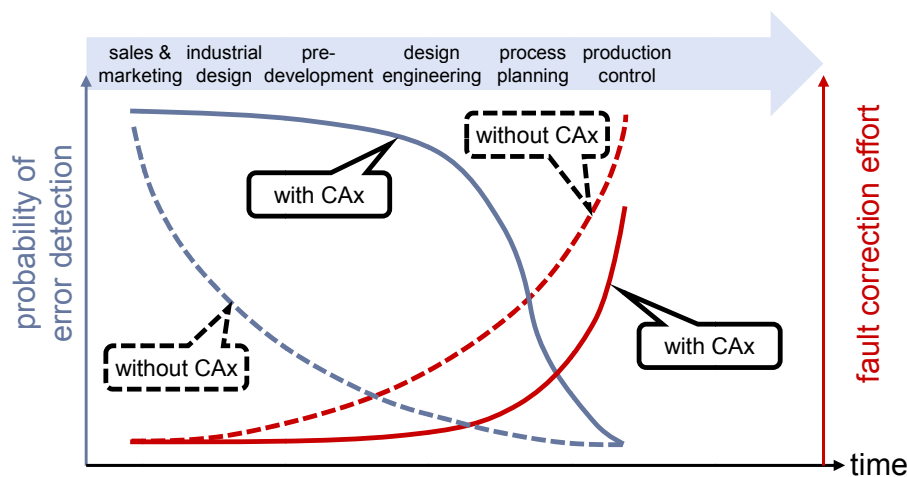 sales & industrial pre- design process production
marketing design development engineering planning control
without CAx
with CAx
probability of
error detection
fault correction effort
without CAx
with CAx
time